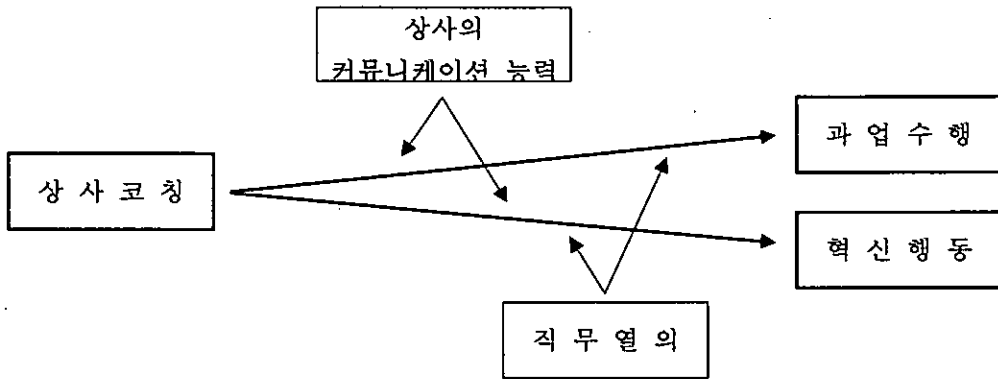 상사의
커뮤니케이션 능력
과 업 수 행
상 사 코 칭
혁 신 행 동
직 무 열 의